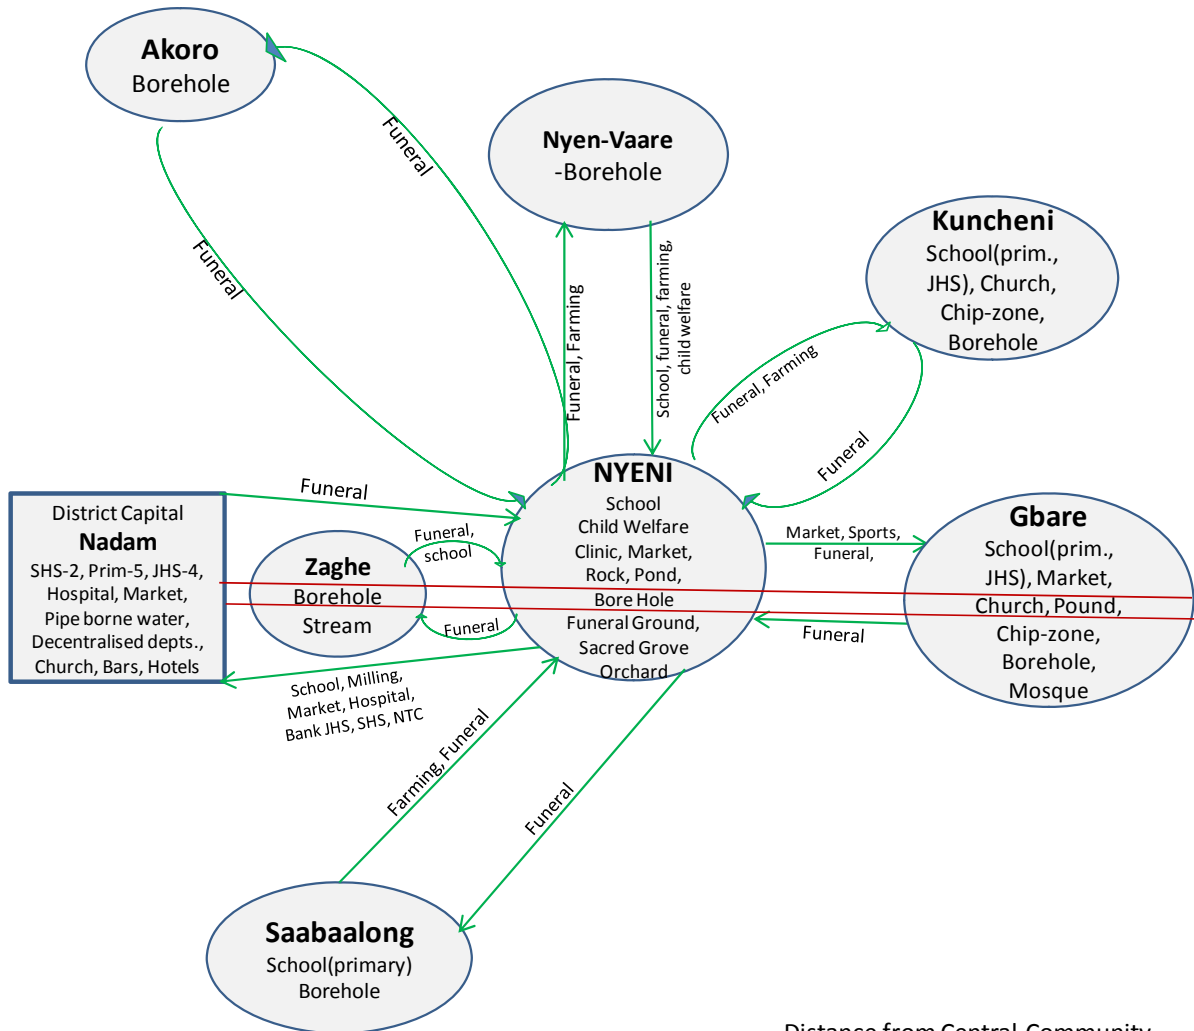 Akoro
Borehole
Funeral
Funeral
Nyen-Vaare
-Borehole
Funeral, Farming
School, funeral, farming,
child welfare
Kuncheni
School(prim.,
JHS), Church,
Chip-zone,
Borehole
Funeral, Farming
Funeral
NYENI
School
Child Welfare
Clinic, Market,
Rock, Pond,
Bore Hole
Funeral Ground,
Sacred Grove
Orchard
Funeral
District Capital
Nadam
SHS-2, Prim-5, JHS-4,
Hospital, Market,
Pipe borne water,
Decentralised depts.,
Church, Bars, Hotels
Zaghe
Borehole
Stream
Funeral,
school
Funeral
Market, Sports,
Funeral,
Funeral
Gbare
School(prim.,
JHS), Market,
Church, Pound,
Chip-zone,
Borehole,
Mosque
School, Milling,
Market, Hospital,
Bank JHS, SHS, NTC
Farming, Funeral
Funeral
Saabaalong
School(primary)
Borehole
Distance from Central Community